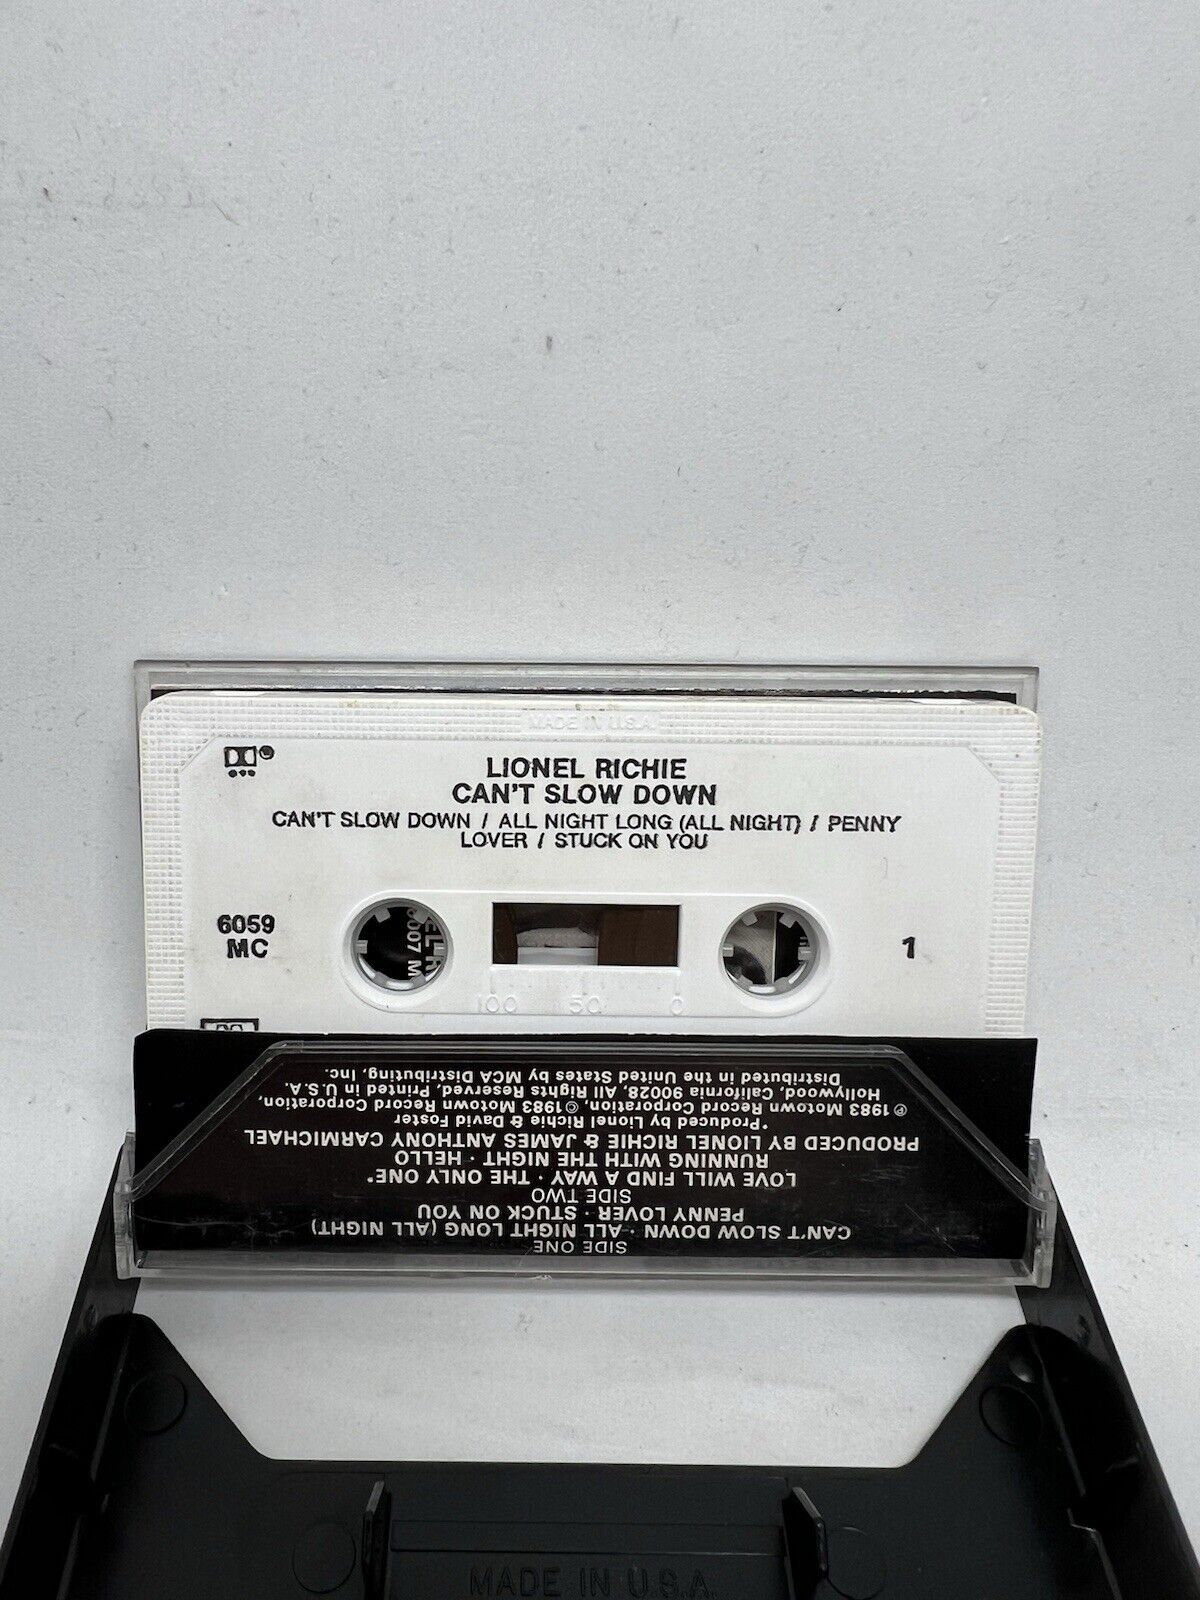 MADE IN U.S.A.
LIONEL RICHIE
CAN'T SLOW DOWN
CAN'T SLOW DOWN / ALL NIGHT LONG (ALL NIGHT) / PENNY
LOVER / STUCK ON YOU
6059
MC
1
6007 M
100 50 0
SIDE ONE
CAN'T SLOW DOWN · ALL NIGHT LONG (ALL NIGHT)
PENNY LOVER · STUCK ON YOU
SIDE TWO
LOVE WILL FIND A WAY · THE ONLY ONE*
RUNNING WITH THE NIGHT · HELLO
PRODUCED BY LIONEL RICHIE & JAMES ANTHONY CARMICHAEL
*Produced by Lionel Richie & David Foster
℗1983 Motown Record Corporation, ©1983 Motown Record Corporation,
Hollywood, California 90028, All Rights Reserved, Printed in U.S.A.
Distributed in the United States by MCA Distributing, Inc.
MADE IN U.S.A.